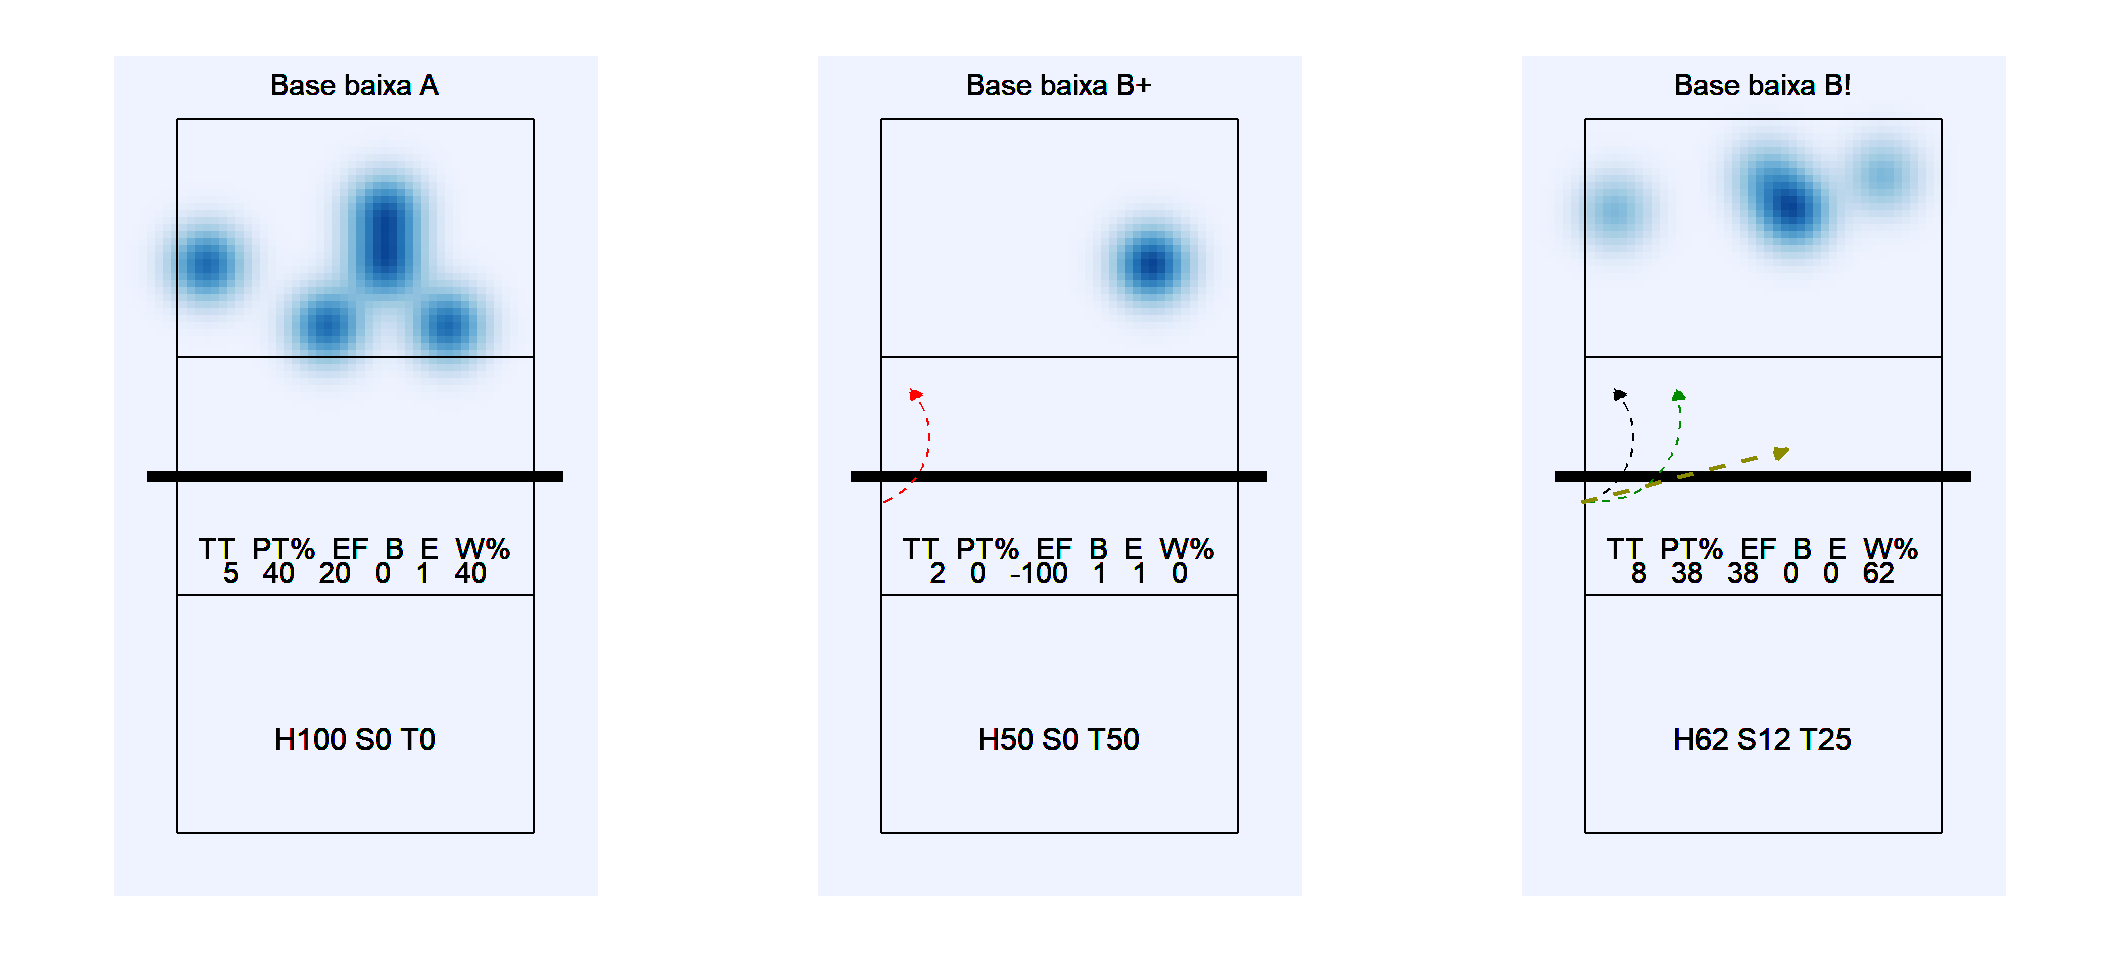 Base baixa A
TT PT% EF B E W%
5 40 20 0 1 40
H100 S0 T0
Base baixa B+
TT PT% EF B E W%
2 0 -100 1 1 0
H50 S0 T50
Base baixa B!
TT PT% EF B E W%
8 38 38 0 0 62
H62 S12 T25